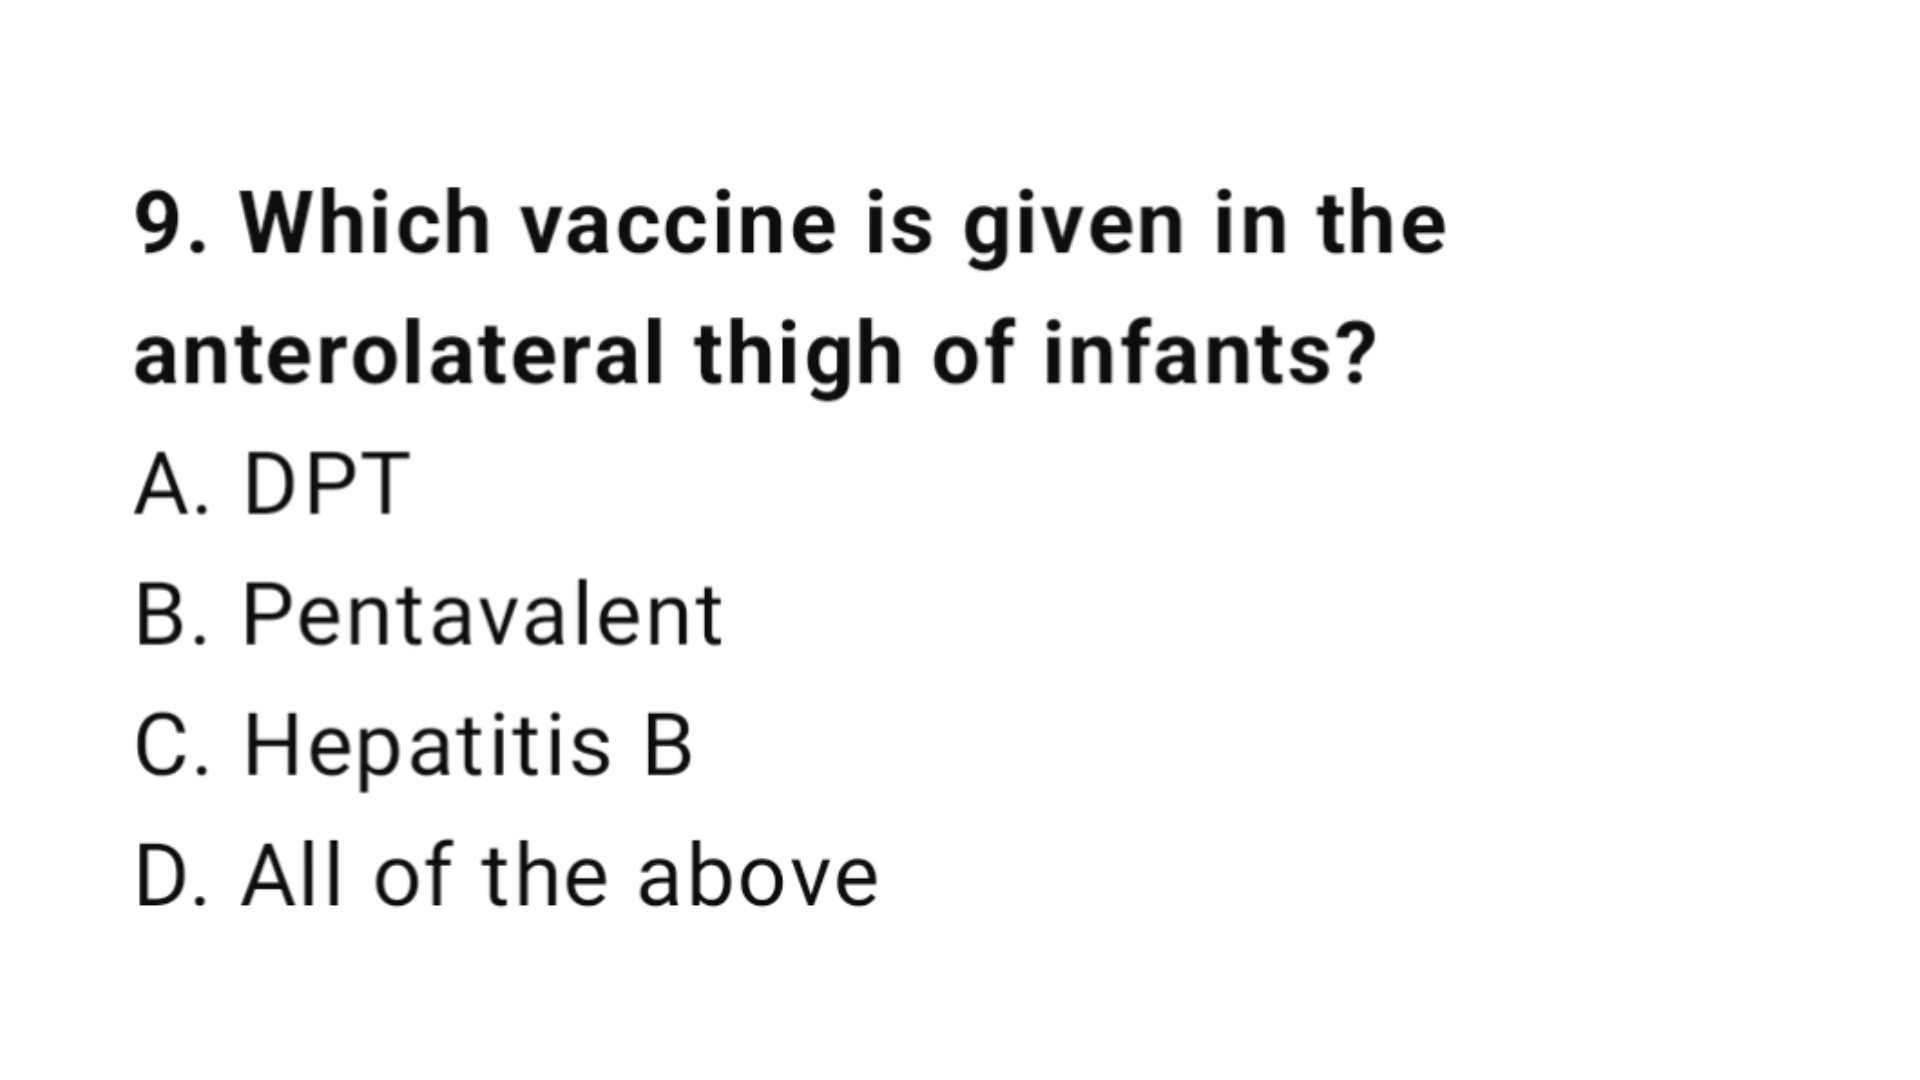 9. Which vaccine is given in the
anterolateral thigh of infants?
A. DPT
B. Pentavalent
C. Hepatitis B
D. All of the above